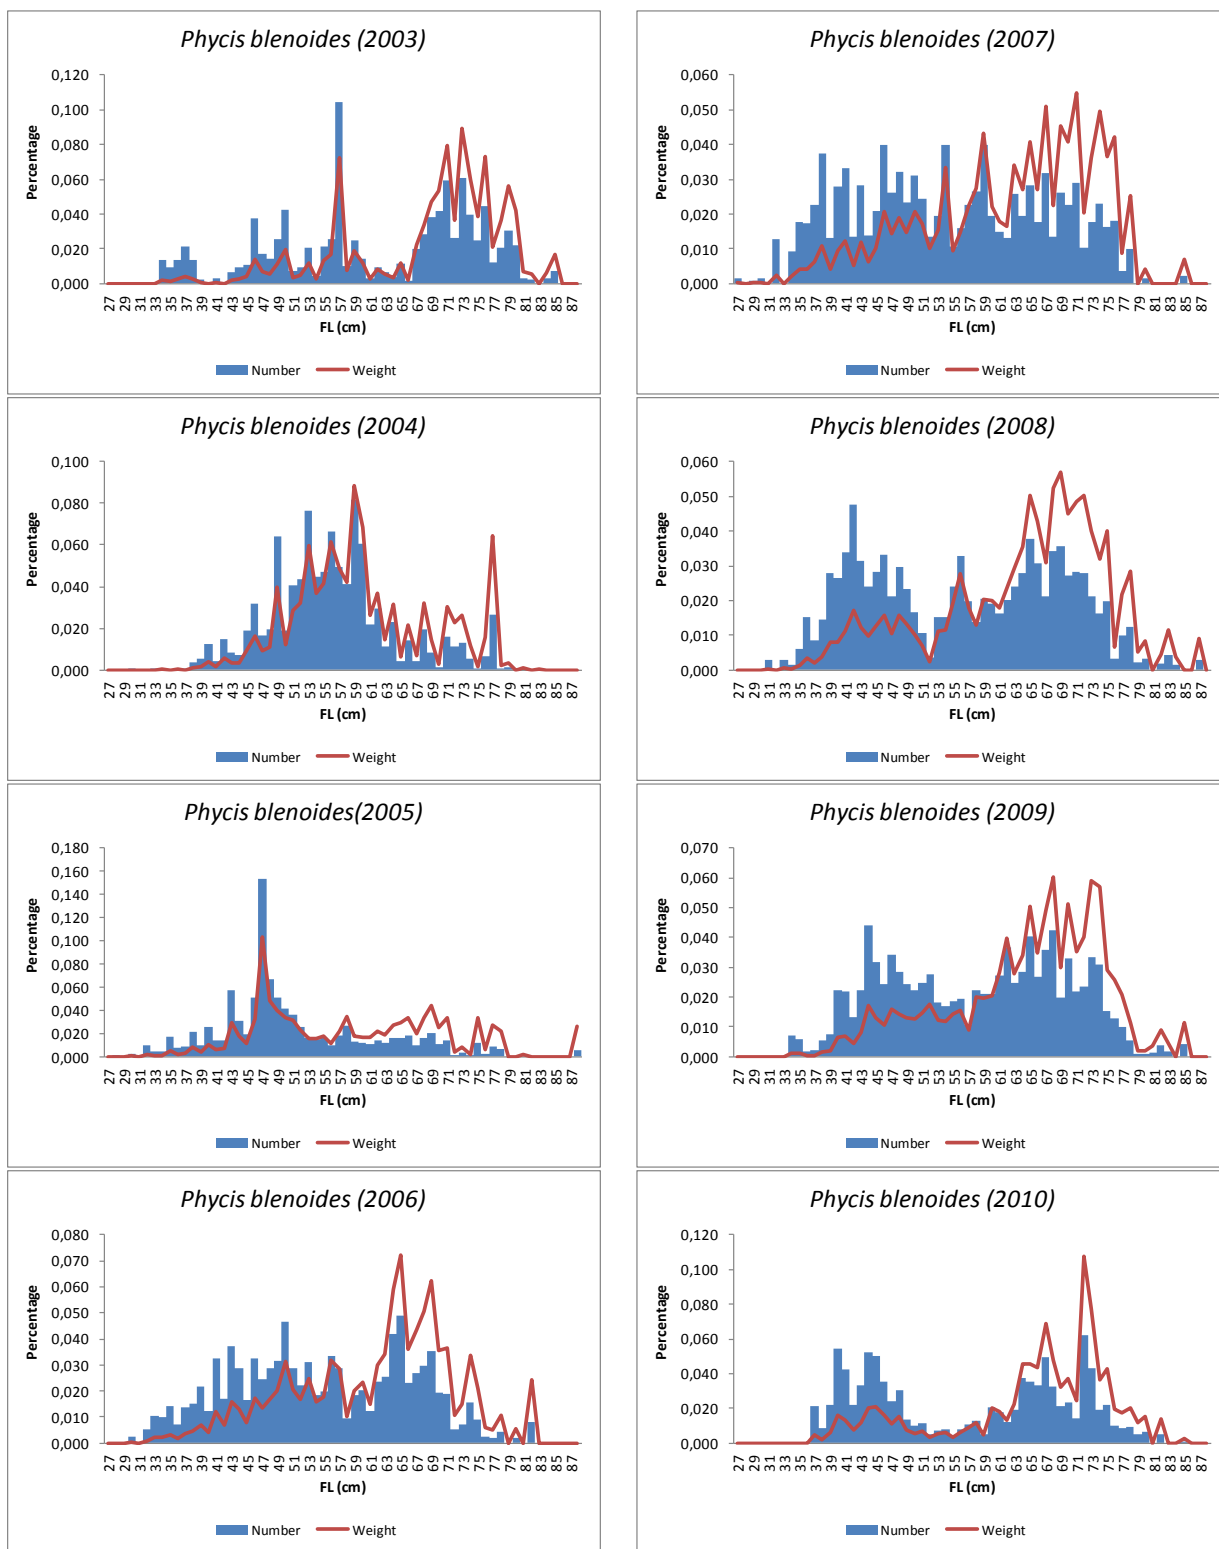 Phycis blenoides (2003)
0,120
0,100
0,080
0,060
0,040
0,020
0,000
Percentage
27 29 31 33 35 37 39 41 43 45 47 49 51 53 55 57 59 61 63 65 67 69 71 73 75 77 79 81 83 85 87
FL (cm)
Number Weight
Phycis blenoides (2004)
0,100
0,080
0,060
0,040
0,020
0,000
Percentage
27 29 31 33 35 37 39 41 43 45 47 49 51 53 55 57 59 61 63 65 67 69 71 73 75 77 79 81 83 85 87
FL (cm)
Number Weight
Phycis blenoides(2005)
0,180
0,160
0,140
0,120
0,100
0,080
0,060
0,040
0,020
0,000
Percentage
27 29 31 33 35 37 39 41 43 45 47 49 51 53 55 57 59 61 63 65 67 69 71 73 75 77 79 81 83 85 87
FL (cm)
Number Weight
Phycis blenoides (2006)
0,080
0,070
0,060
0,050
0,040
0,030
0,020
0,010
0,000
Percentage
27 29 31 33 35 37 39 41 43 45 47 49 51 53 55 57 59 61 63 65 67 69 71 73 75 77 79 81 83 85 87
FL (cm)
Number Weight
Phycis blenoides (2007)
0,060
0,050
0,040
0,030
0,020
0,010
0,000
Percentage
27 29 31 33 35 37 39 41 43 45 47 49 51 53 55 57 59 61 63 65 67 69 71 73 75 77 79 81 83 85 87
FL (cm)
Number Weight
Phycis blenoides (2008)
0,060
0,050
0,040
0,030
0,020
0,010
0,000
Percentage
27 29 31 33 35 37 39 41 43 45 47 49 51 53 55 57 59 61 63 65 67 69 71 73 75 77 79 81 83 85 87
FL (cm)
Number Weight
Phycis blenoides (2009)
0,070
0,060
0,050
0,040
0,030
0,020
0,010
0,000
Percentage
27 29 31 33 35 37 39 41 43 45 47 49 51 53 55 57 59 61 63 65 67 69 71 73 75 77 79 81 83 85 87
FL (cm)
Number Weight
Phycis blenoides (2010)
0,120
0,100
0,080
0,060
0,040
0,020
0,000
Percentage
27 29 31 33 35 37 39 41 43 45 47 49 51 53 55 57 59 61 63 65 67 69 71 73 75 77 79 81 83 85 87
FL (cm)
Number Weight